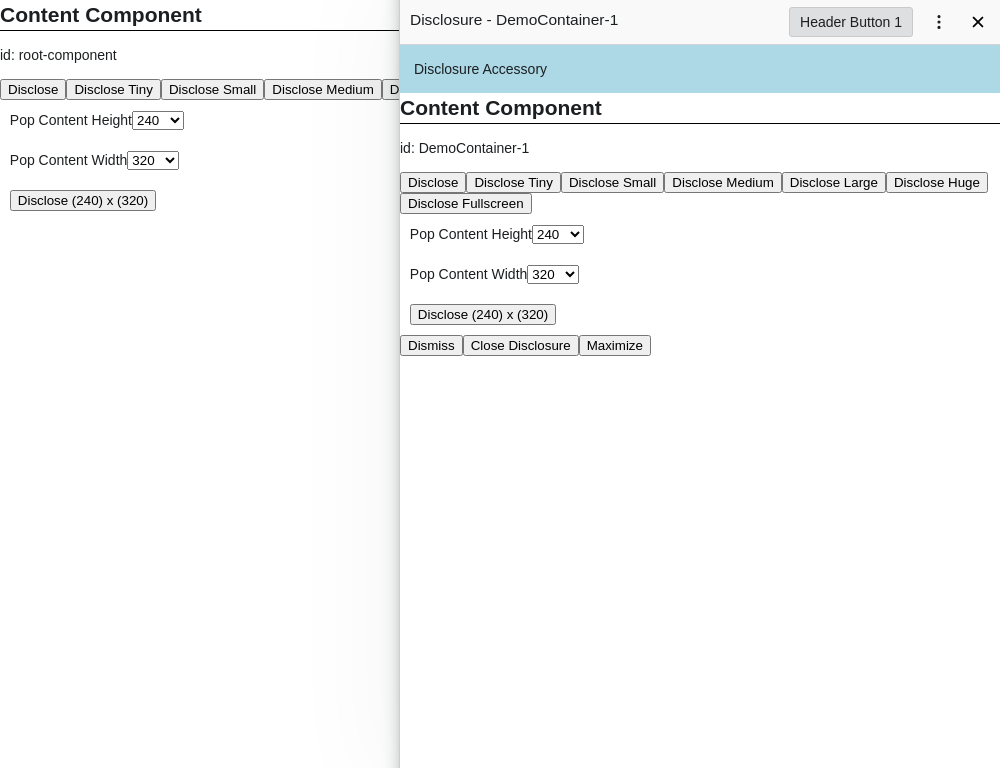 Content Component
id: root-component
Disclose Disclose Tiny Disclose Small Disclose Medium D
Pop Content Height 240
Pop Content Width 320
Disclose (240) x (320)
Disclosure - DemoContainer-1 Header Button 1
Disclosure Accessory
Content Component
id: DemoContainer-1
Disclose Disclose Tiny Disclose Small Disclose Medium Disclose Large Disclose Huge
Disclose Fullscreen
Pop Content Height 240
Pop Content Width 320
Disclose (240) x (320)
Dismiss Close Disclosure Maximize